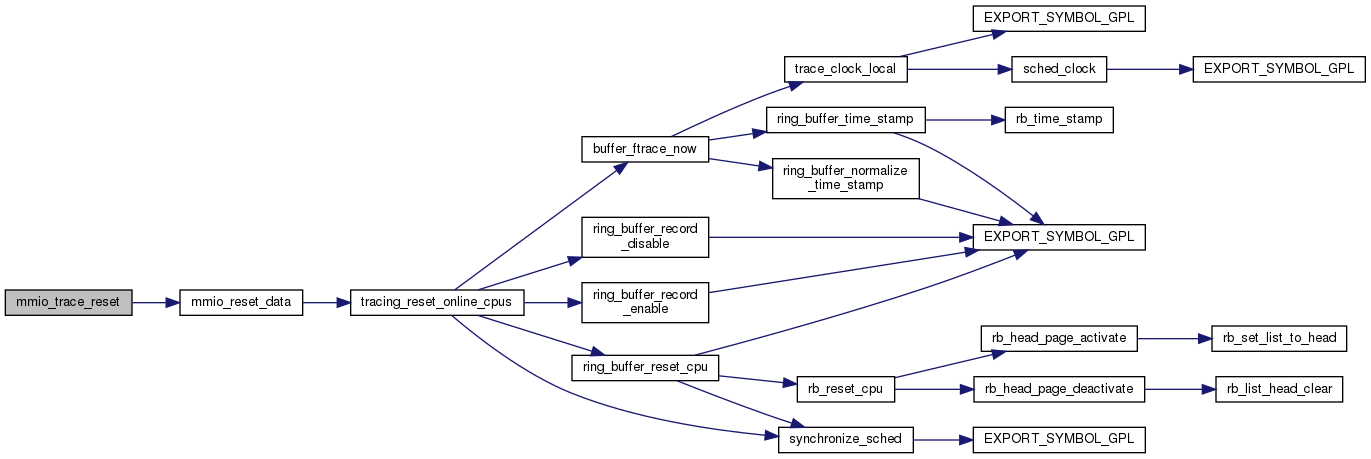 EXPORT_SYMBOL_GPL
trace_clock_local
sched_clock
EXPORT_SYMBOL_GPL
ring_buffer_time_stamp
rb_time_stamp
buffer_ftrace_now
ring_buffer_normalize
_time_stamp
ring_buffer_record
_disable
EXPORT_SYMBOL_GPL
mmio_trace_reset
mmio_reset_data
tracing_reset_online_cpus
ring_buffer_record
_enable
rb_head_page_activate
rb_set_list_to_head
ring_buffer_reset_cpu
rb_reset_cpu
rb_head_page_deactivate
rb_list_head_clear
synchronize_sched
EXPORT_SYMBOL_GPL